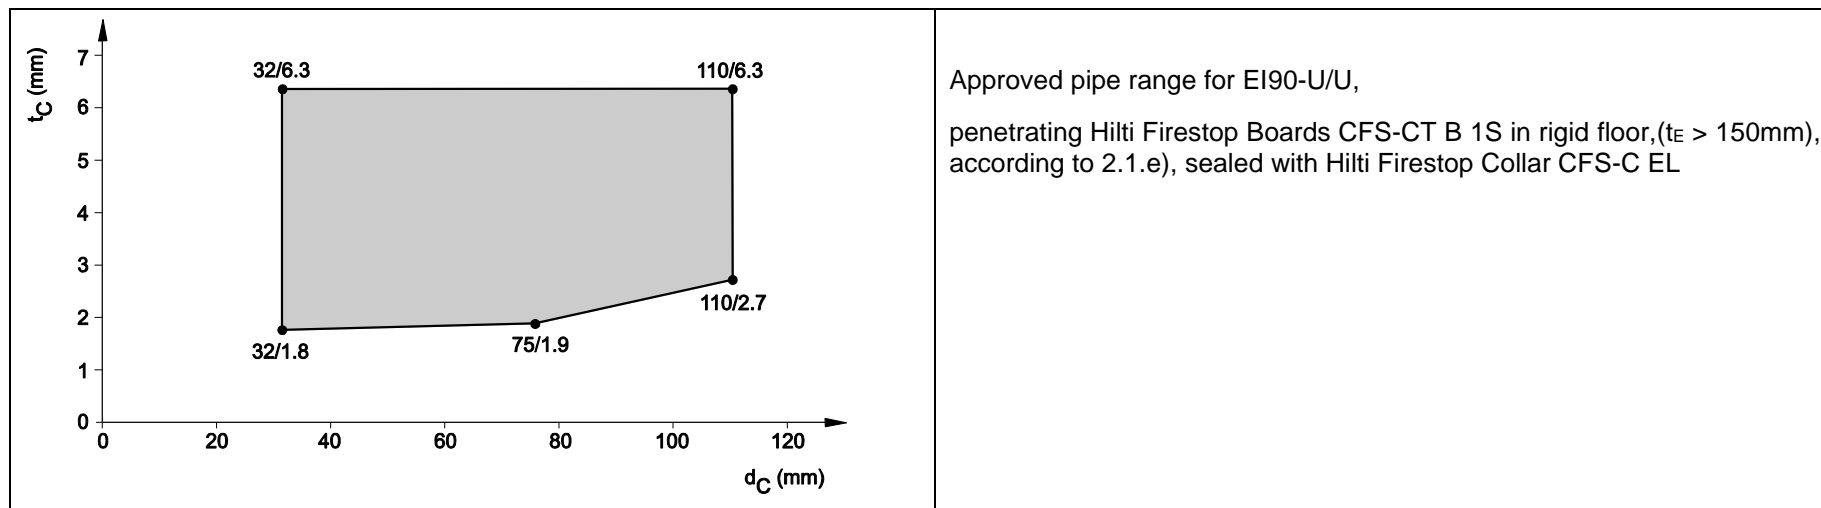 7
tC (mm)
32/6.3
110/6.3
6
5
4
3
110/2.7
2
32/1.8
75/1.9
1
0
0 20 40 60 80 100 120
dC (mm)
Approved pipe range for EI90-U/U,
penetrating Hilti Firestop Boards CFS-CT B 1S in rigid floor,(tE > 150mm),
according to 2.1.e), sealed with Hilti Firestop Collar CFS-C EL